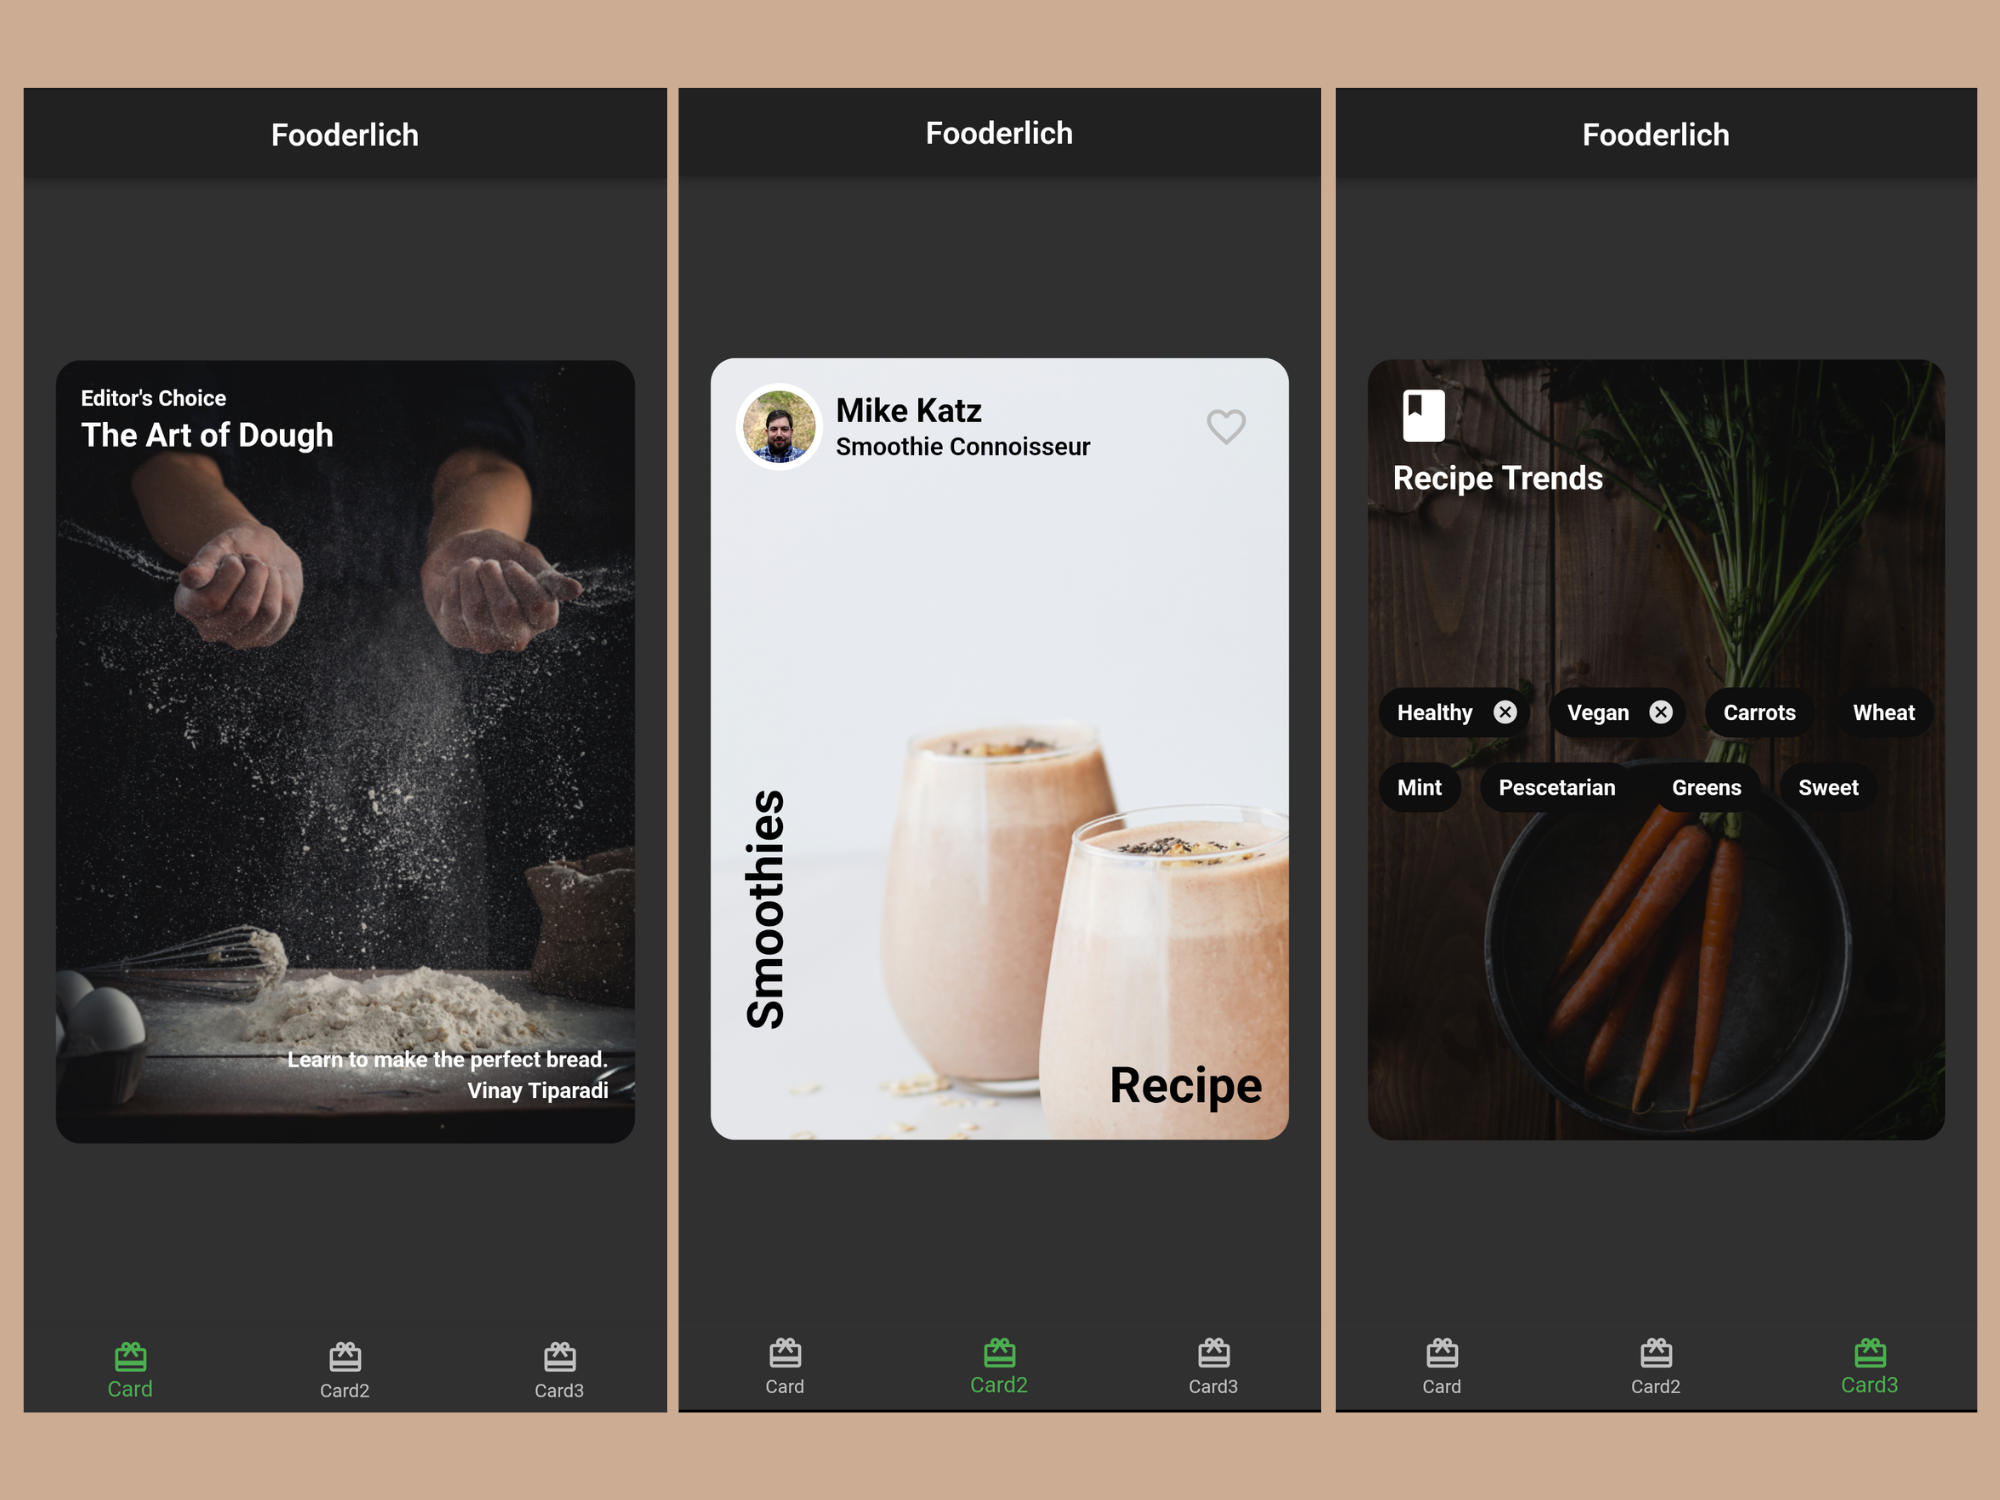 Fooderlich
Editor's Choice
The Art of Dough
Learn to make the perfect bread.
Vinay Tiparadi
Card
Card2
Card3
Fooderlich
Mike Katz
Smoothie Connoisseur
Smoothies
Recipe
Card
Card2
Card3
Fooderlich
Recipe Trends
Healthy Vegan Carrots Wheat
Mint Pescetarian Greens Sweet
Card
Card2
Card3